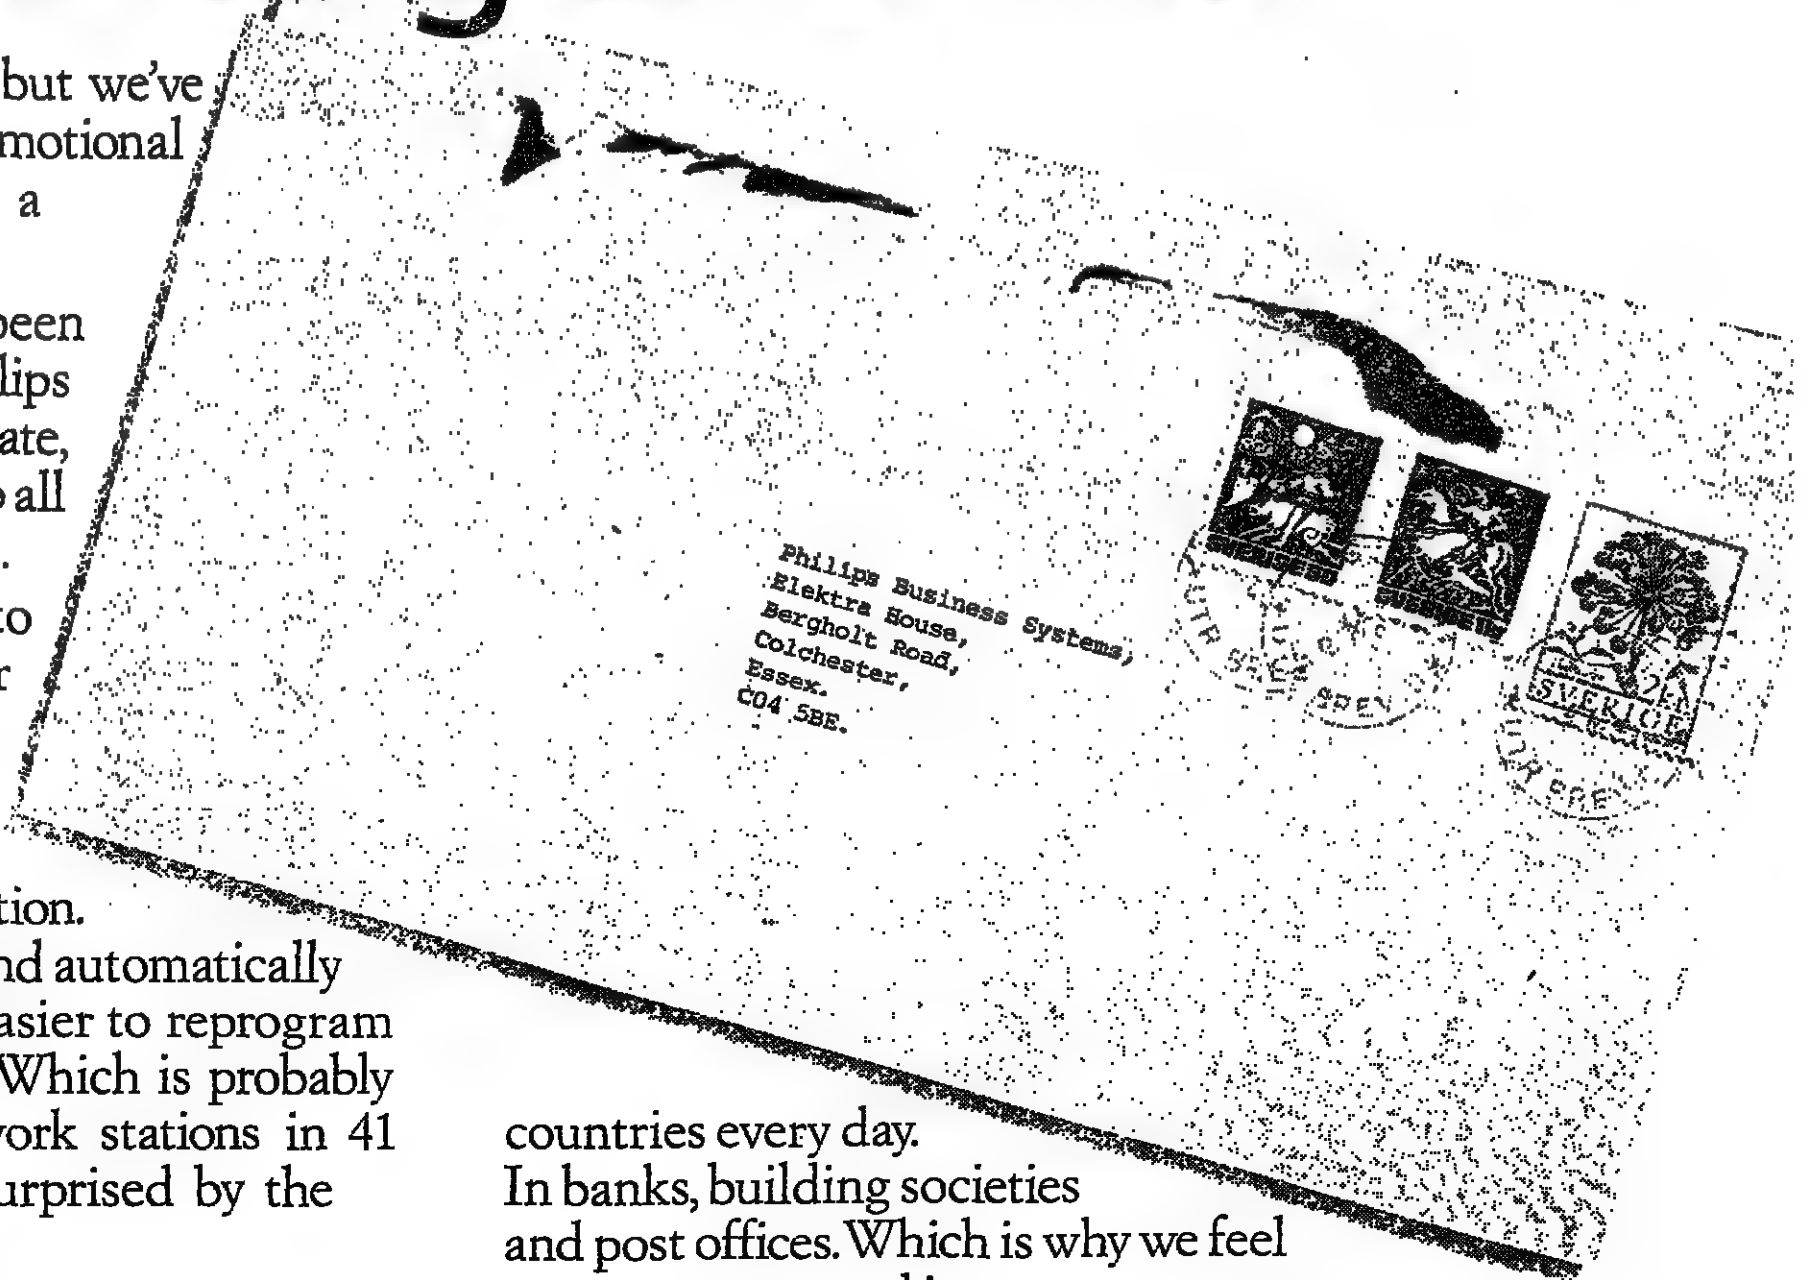 but we've
motional
a
been
lips
ate,
all
to
r
tion.
nd automatically
asier to reprogram
Which is probably
work stations in 41
urprised by the
countries every day.
In banks, building societies
and post offices. Which is why we feel
Philips Business Systems,
Elektra House,
Bergholt Road,
Colchester,
Essex.
CO4 5BE.
SVERIGE